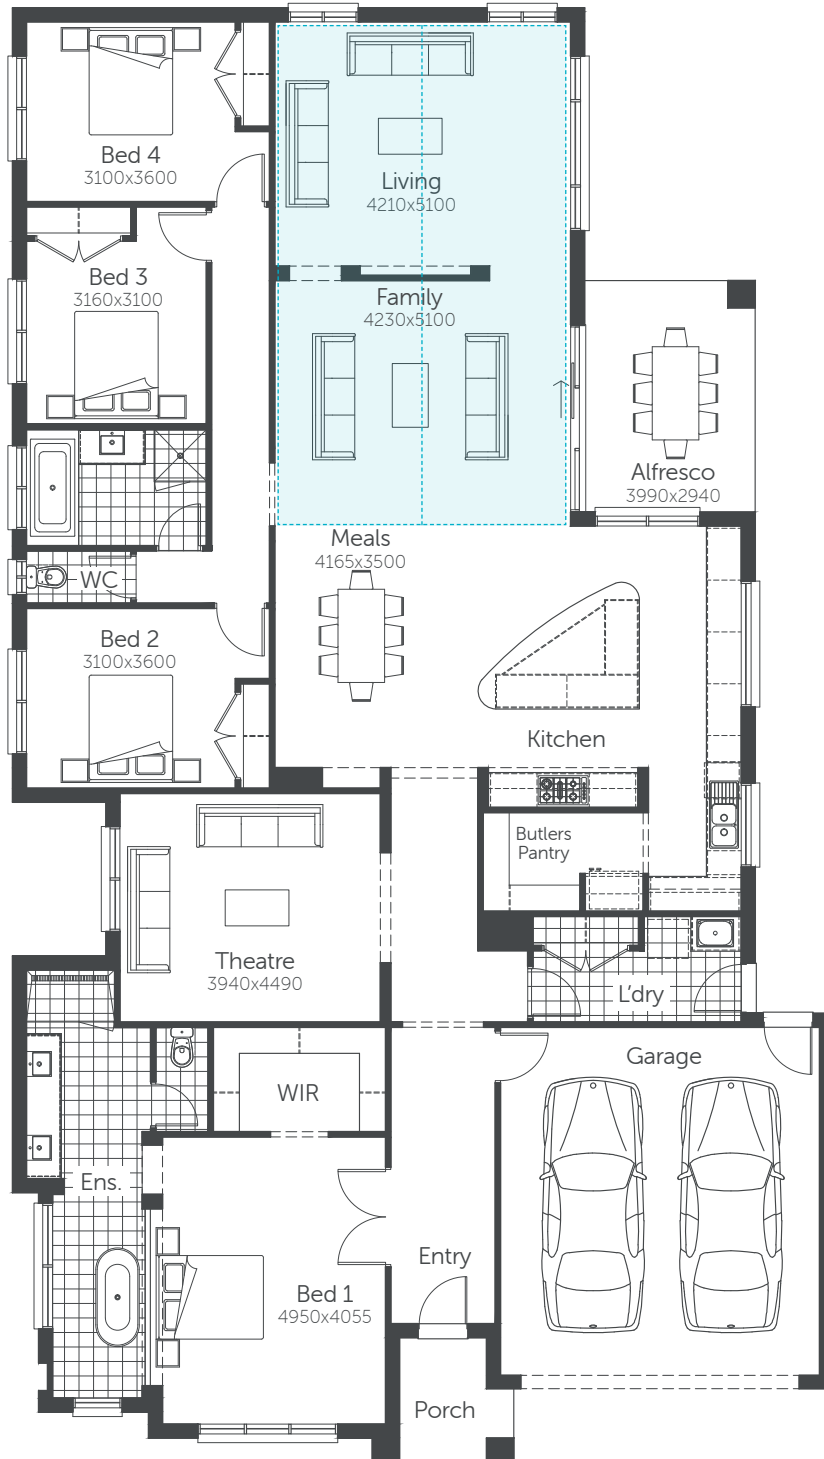 Bed 4
3100x3600
Living
4210x5100
Bed 3
3160x3100
Family
4230x5100
Alfresco
3990x2940
Meals
4165x3500
WC
Bed 2
3100x3600
Kitchen
Butlers
Pantry
Theatre
3940x4490
L'dry
Garage
WIR
Ens.
Entry
Bed 1
4950x4055
Porch